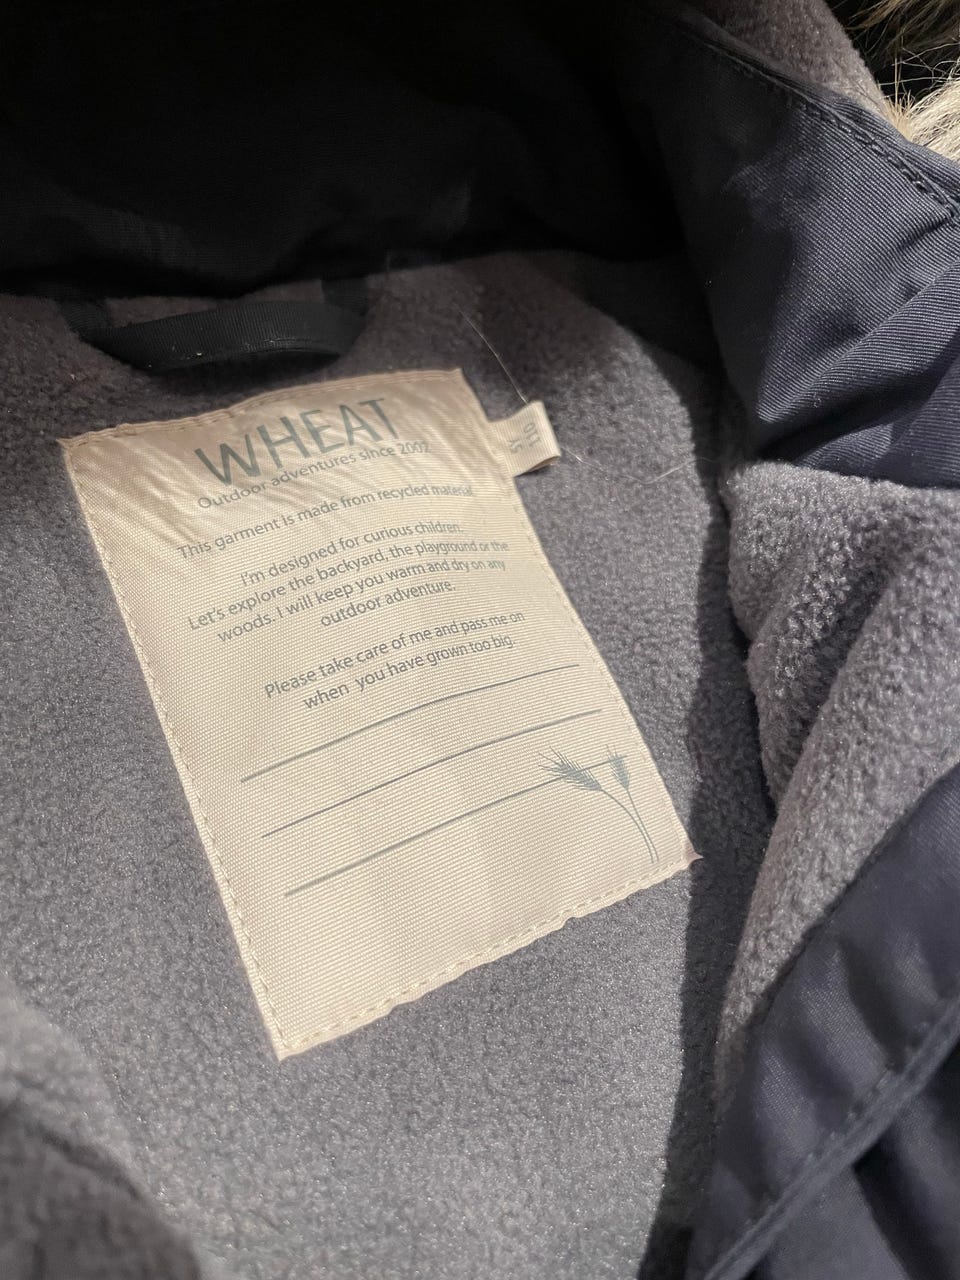 WHEAT
Outdoor adventures since 2002
This garment is made from recycled material.
I'm designed for curious children.
Let's explore the backyard, the playground or the
woods. I will keep you warm and dry on any
outdoor adventure.
Please take care of me and pass me on
when you have grown too big.
5Y
110